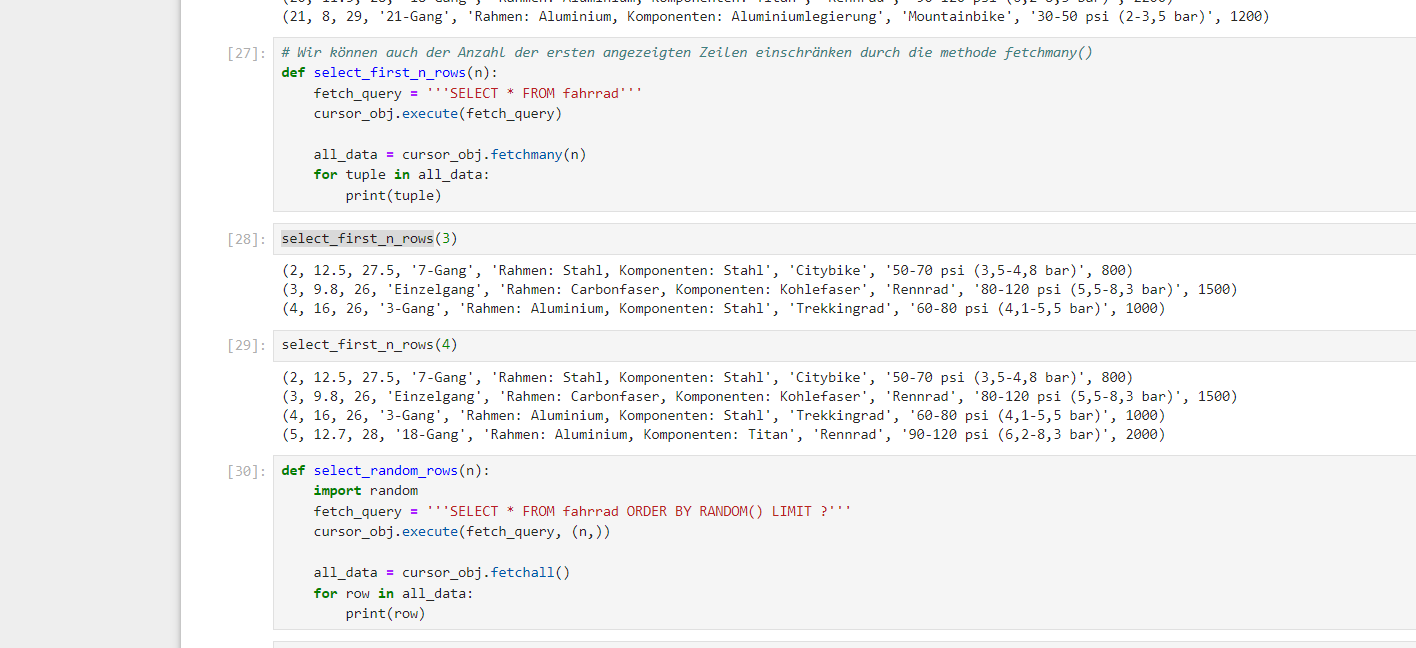 (21, 8, 29, '21-Gang', 'Rahmen: Aluminium, Komponenten: Aluminiumlegierung', 'Mountainbike', '30-50 psi (2-3,5 bar)', 1200)
[27]: # Wir können auch der Anzahl der ersten angezeigten Zeilen einschränken durch die methode fetchmany()
def select_first_n_rows(n):
    fetch_query = '''SELECT * FROM fahrrad'''
    cursor_obj.execute(fetch_query)

    all_data = cursor_obj.fetchmany(n)
    for tuple in all_data:
        print(tuple)
[28]: select_first_n_rows(3)
(2, 12.5, 27.5, '7-Gang', 'Rahmen: Stahl, Komponenten: Stahl', 'Citybike', '50-70 psi (3,5-4,8 bar)', 800)
(3, 9.8, 26, 'Einzelgang', 'Rahmen: Carbonfaser, Komponenten: Kohlefaser', 'Rennrad', '80-120 psi (5,5-8,3 bar)', 1500)
(4, 16, 26, '3-Gang', 'Rahmen: Aluminium, Komponenten: Stahl', 'Trekkingrad', '60-80 psi (4,1-5,5 bar)', 1000)
[29]: select_first_n_rows(4)
(2, 12.5, 27.5, '7-Gang', 'Rahmen: Stahl, Komponenten: Stahl', 'Citybike', '50-70 psi (3,5-4,8 bar)', 800)
(3, 9.8, 26, 'Einzelgang', 'Rahmen: Carbonfaser, Komponenten: Kohlefaser', 'Rennrad', '80-120 psi (5,5-8,3 bar)', 1500)
(4, 16, 26, '3-Gang', 'Rahmen: Aluminium, Komponenten: Stahl', 'Trekkingrad', '60-80 psi (4,1-5,5 bar)', 1000)
(5, 12.7, 28, '18-Gang', 'Rahmen: Aluminium, Komponenten: Titan', 'Rennrad', '90-120 psi (6,2-8,3 bar)', 2000)
[30]: def select_random_rows(n):
    import random
    fetch_query = '''SELECT * FROM fahrrad ORDER BY RANDOM() LIMIT ?'''
    cursor_obj.execute(fetch_query, (n,))

    all_data = cursor_obj.fetchall()
    for row in all_data:
        print(row)